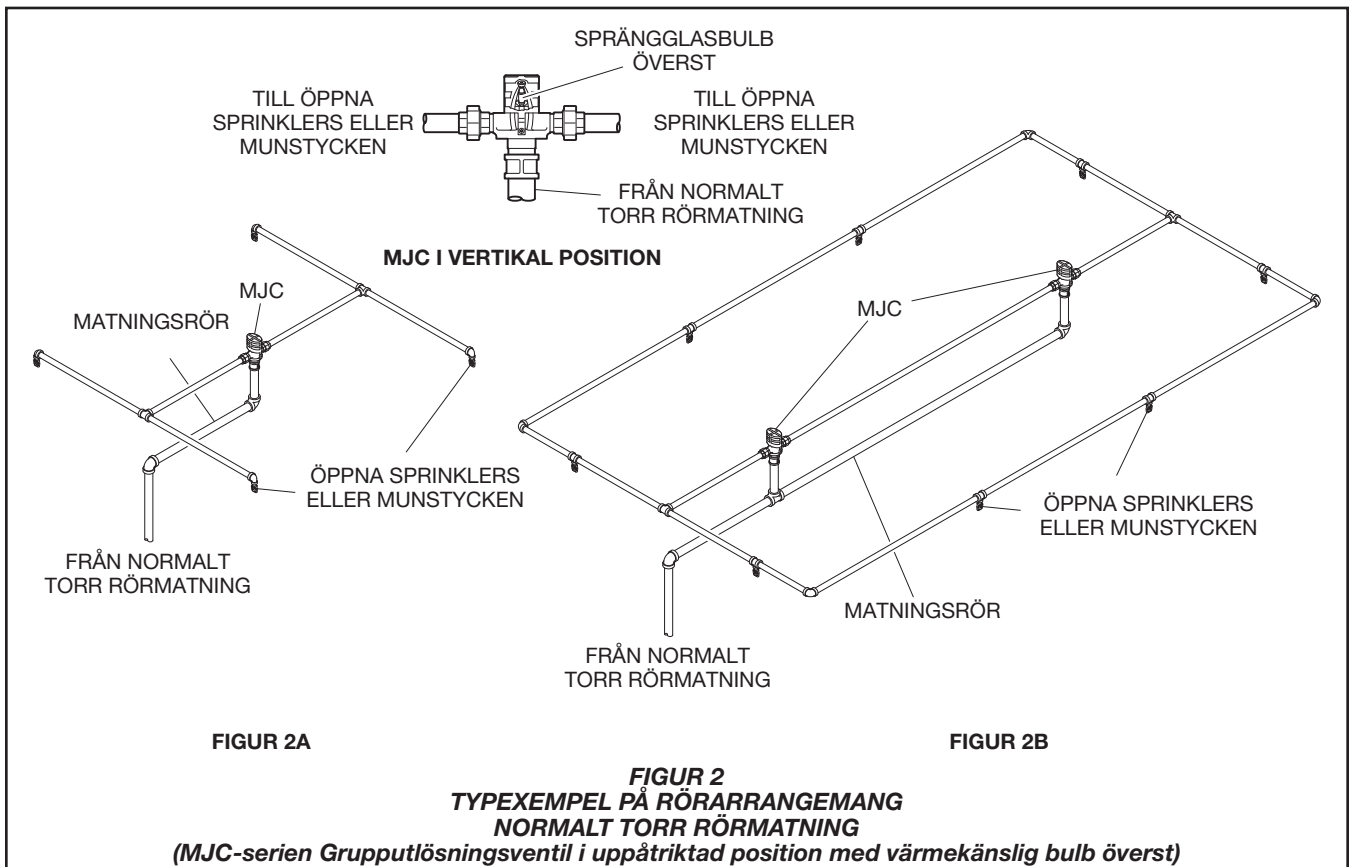 SPRÄNGGLASBULB
ÖVERST
TILL ÖPPNA
SPRINKLERS ELLER
MUNSTYCKEN
TILL ÖPPNA
SPRINKLERS ELLER
MUNSTYCKEN
FRÅN NORMALT
TORR RÖRMATNING
MJC I VERTIKAL POSITION
MJC
MATNINGSRÖR
ÖPPNA SPRINKLERS
ELLER MUNSTYCKEN
FRÅN NORMALT
TORR RÖRMATNING
MJC
ÖPPNA SPRINKLERS
ELLER MUNSTYCKEN
MATNINGSRÖR
FRÅN NORMALT
TORR RÖRMATNING
FIGUR 2A
FIGUR 2B
FIGUR 2
TYPEXEMPEL PÅ RÖRARRANGEMANG
NORMALT TORR RÖRMATNING
(MJC-serien Grupputlösningsventil i uppåtriktad position med värmekänslig bulb överst)